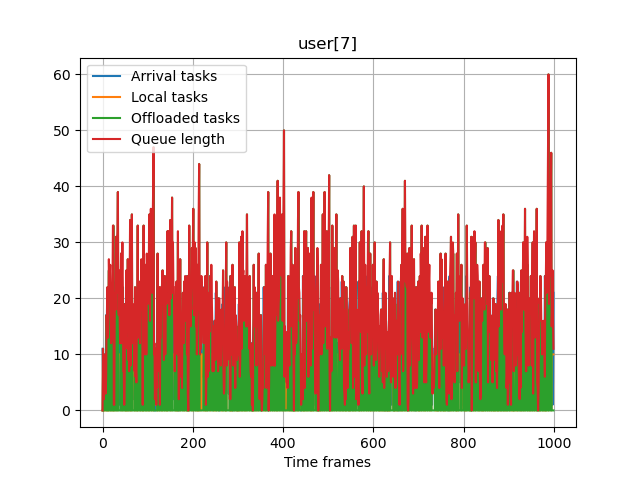 user[7]
Arrival tasks
Local tasks
Offloaded tasks
Queue length
60
50
40
30
20
10
0
0 200 400 600 800 1000
Time frames